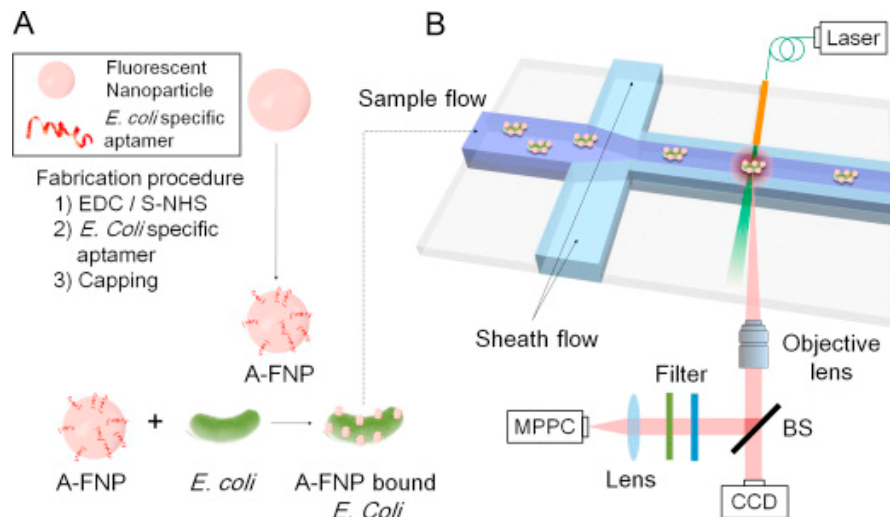 A
Fluorescent
Nanoparticle
E. coli specific
aptamer
Fabrication procedure
1) EDC / S-NHS
2) E. Coli specific
aptamer
3) Capping
A-FNP
A-FNP
+
E. coli
A-FNP bound
E. Coli
B
Laser
Sample flow
Sheath flow
Objective
lens
Filter
MPPC
BS
Lens
CCD